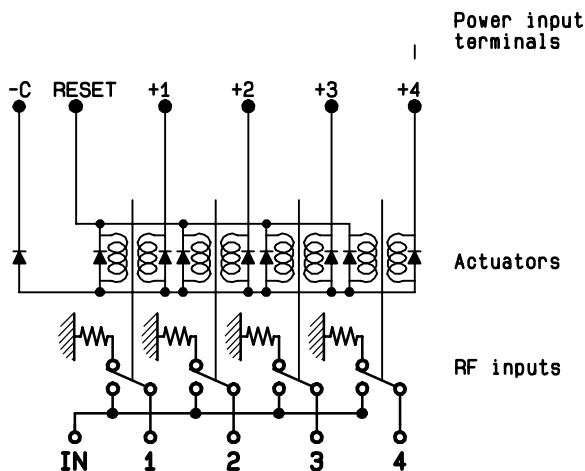 Power input
terminals
-C RESET +1 +2 +3 +4
Actuators
RF inputs
IN 1 2 3 4